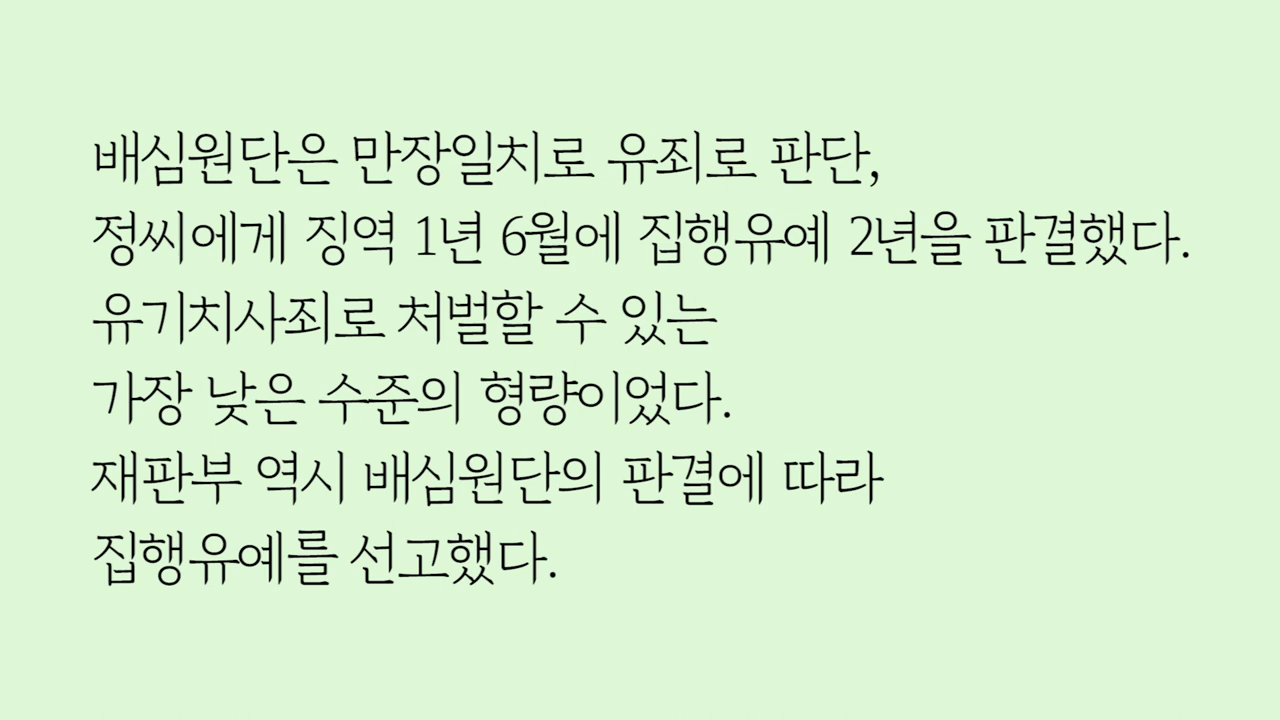 배심원단은 만장일치로 유죄로 판단,
정씨에게 징역 1년 6월에 집행유예 2년을 판결했다.
유기치사죄로 처벌할 수 있는
가장 낮은 수준의 형량이었다.
재판부 역시 배심원단의 판결에 따라
집행유예를 선고했다.